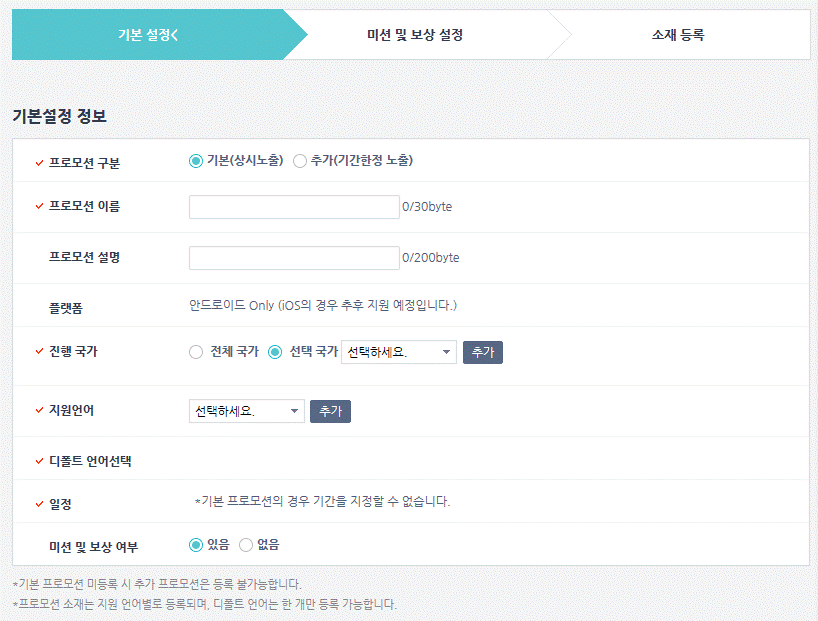 기본 설정<
미션 및 보상 설정
소재 등록
기본설정 정보
프로모션 구분 기본(상시노출) 추가(기간한정 노출)
프로모션 이름 0/30byte
프로모션 설명 0/200byte
플랫폼 안드로이드 Only (iOS의 경우 추후 지원 예정입니다.)
진행 국가 전체 국가 선택 국가 선택하세요. 추가
지원언어 선택하세요. 추가
디폴트 언어선택
일정 *기본 프로모션의 경우 기간을 지정할 수 없습니다.
미션 및 보상 여부 있음 없음
*기본 프로모션 미등록 시 추가 프로모션은 등록 불가능합니다.
*프로모션 소재는 지원 언어별로 등록되며, 디폴트 언어는 한 개만 등록 가능합니다.